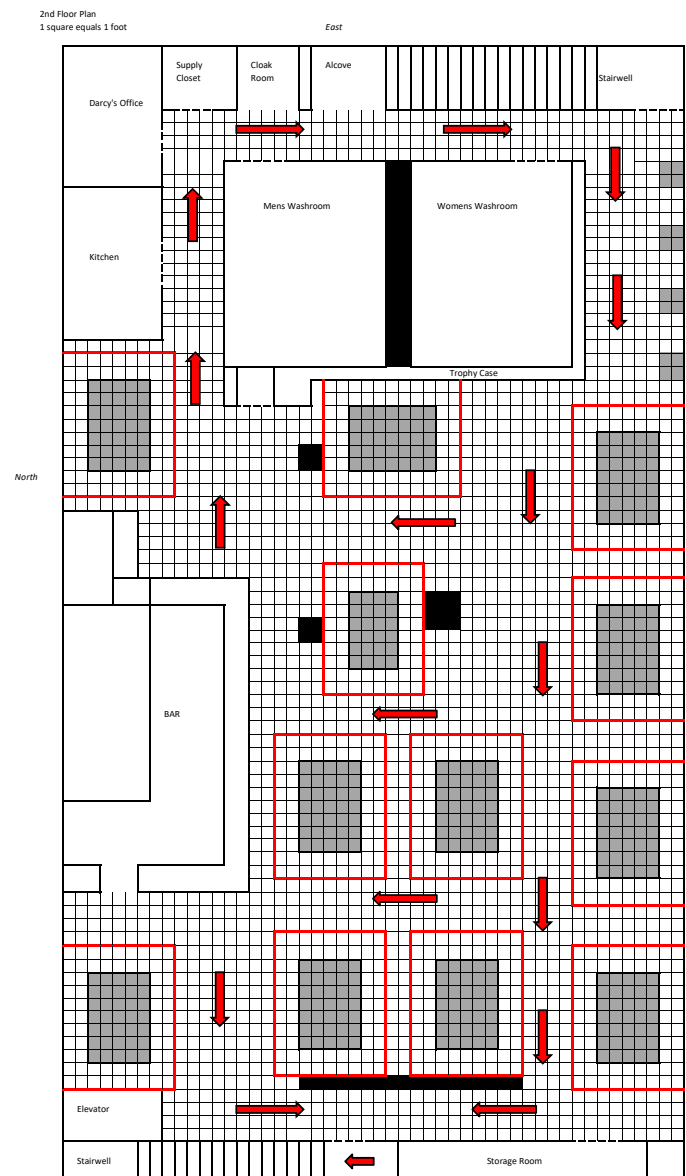 2nd Floor Plan
1 square equals 1 foot
East
Supply
Closet
Cloak
Room
Alcove
Stairwell
Darcy's Office
Mens Washroom
Womens Washroom
Kitchen
Trophy Case
North
BAR
Elevator
Stairwell
Storage Room